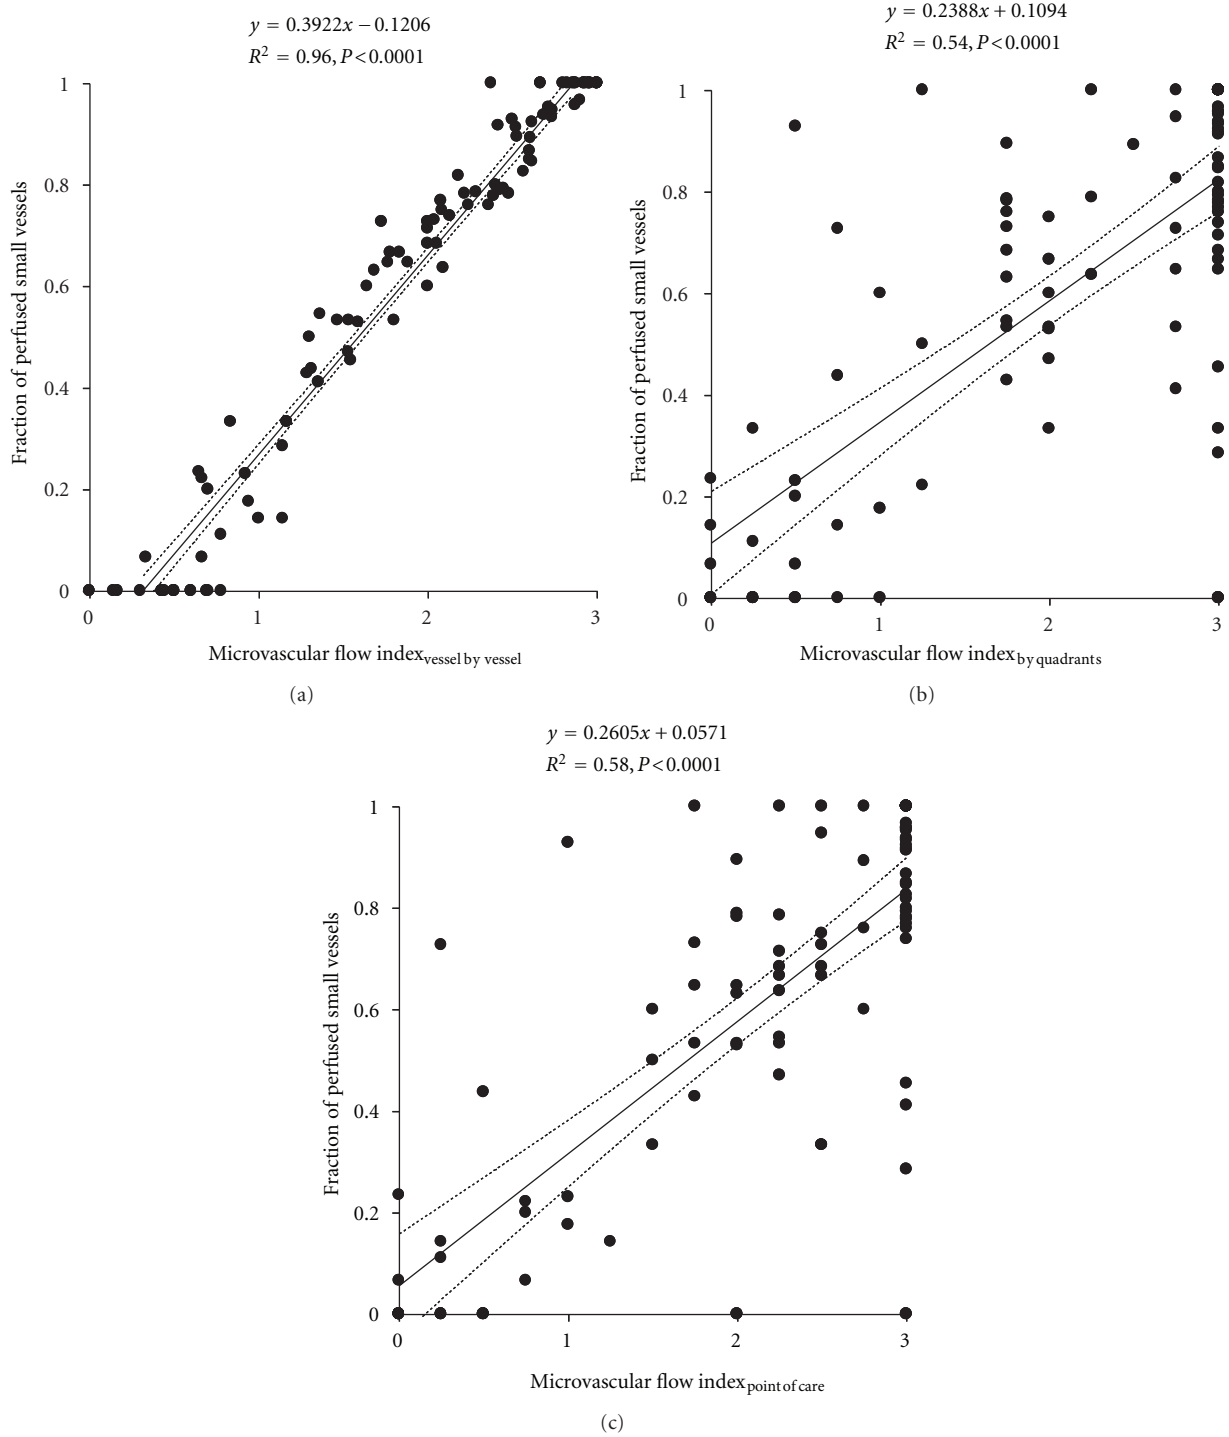 y = 0.3922x − 0.1206
R² = 0.96, P<0.0001
1
0.8
0.6
0.4
0.2
0
0
1
2
3
Fraction of perfused small vessels
Microvascular flow index vessel by vessel
(a)
y = 0.2388x + 0.1094
R² = 0.54, P<0.0001
1
0.8
0.6
0.4
0.2
0
0
1
2
3
Fraction of perfused small vessels
Microvascular flow index by quadrants
(b)
y = 0.2605x + 0.0571
R² = 0.58, P<0.0001
1
0.8
0.6
0.4
0.2
0
0
1
2
3
Fraction of perfused small vessels
Microvascular flow index point of care
(c)